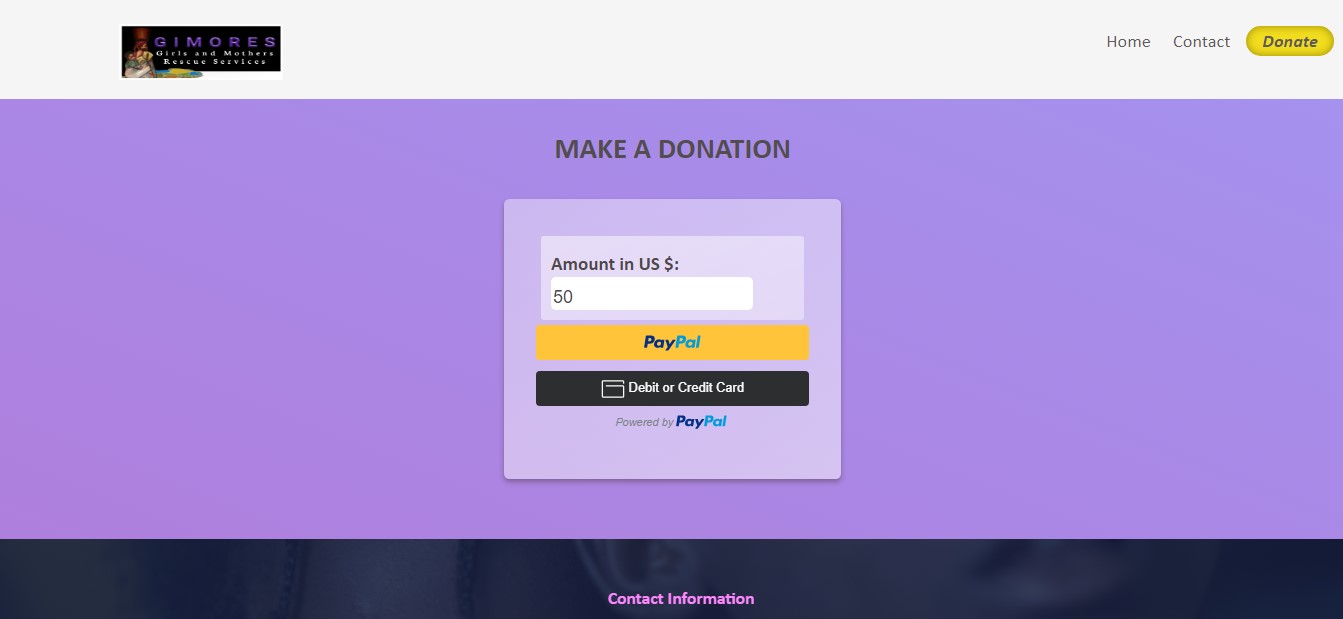 GIMORES
Girls and Mothers
Rescue Services
Home
Contact
Donate
MAKE A DONATION
Amount in US $:
50
PayPal
Debit or Credit Card
Powered by PayPal
Contact Information